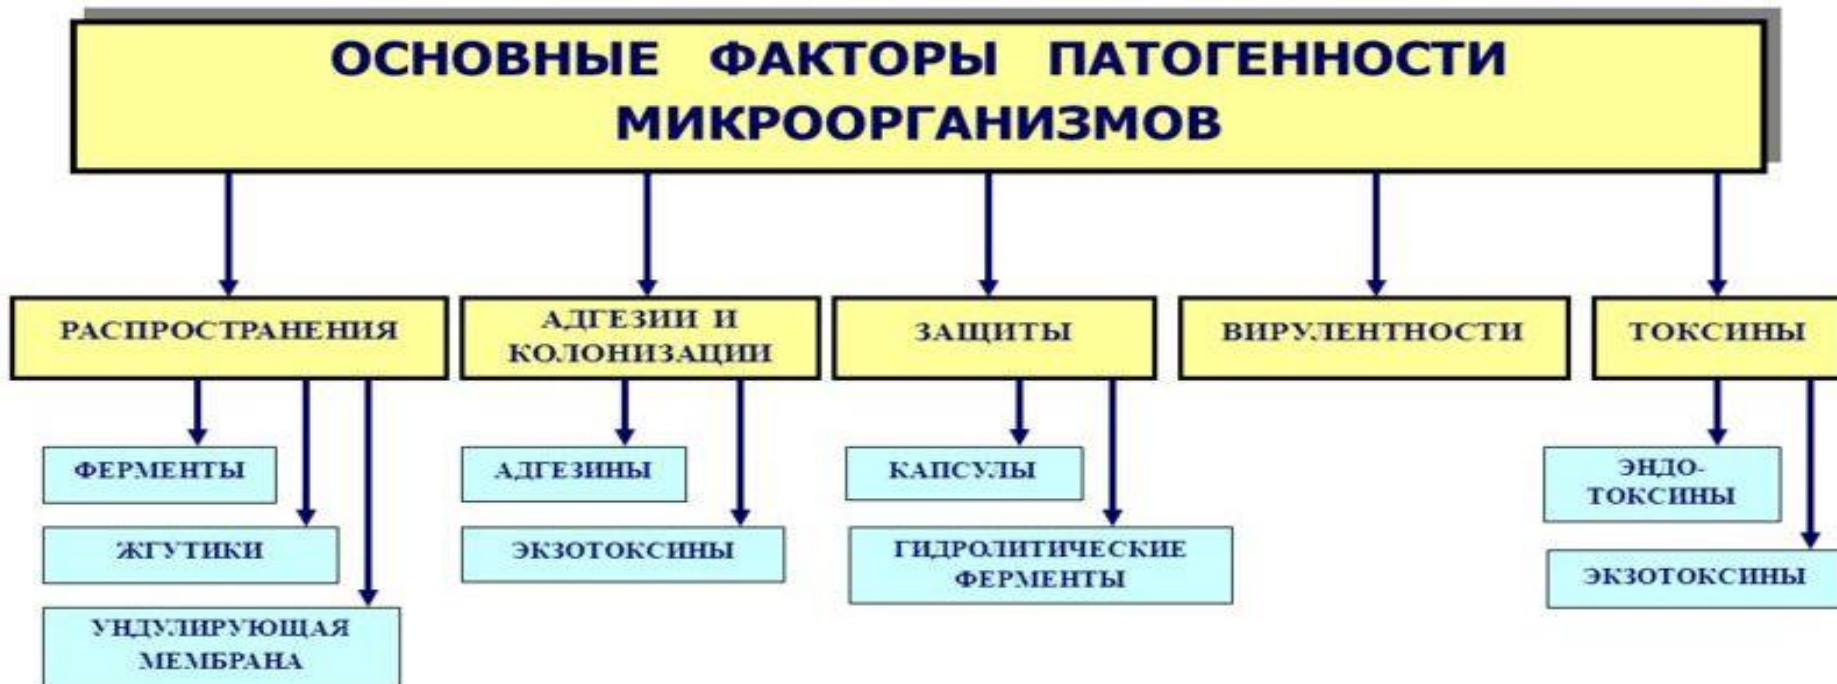 ОСНОВНЫЕ ФАКТОРЫ ПАТОГЕННОСТИ
МИКРООРГАНИЗМОВ
РАСПРОСТРАНЕНИЯ
АДГЕЗИИ И
КОЛОНИЗАЦИИ
ЗАЩИТЫ
ВИРУЛЕНТНОСТИ
ТОКСИНЫ
ФЕРМЕНТЫ
АДГЕЗИНЫ
КАПСУЛЫ
ЭНДО-
ТОКСИНЫ
ЖГУТИКИ
ЭКЗОТОКСИНЫ
ГИДРОЛИТИЧЕСКИЕ
ФЕРМЕНТЫ
ЭКЗОТОКСИНЫ
УНДУЛИРУЮЩАЯ
МЕМБРАНА